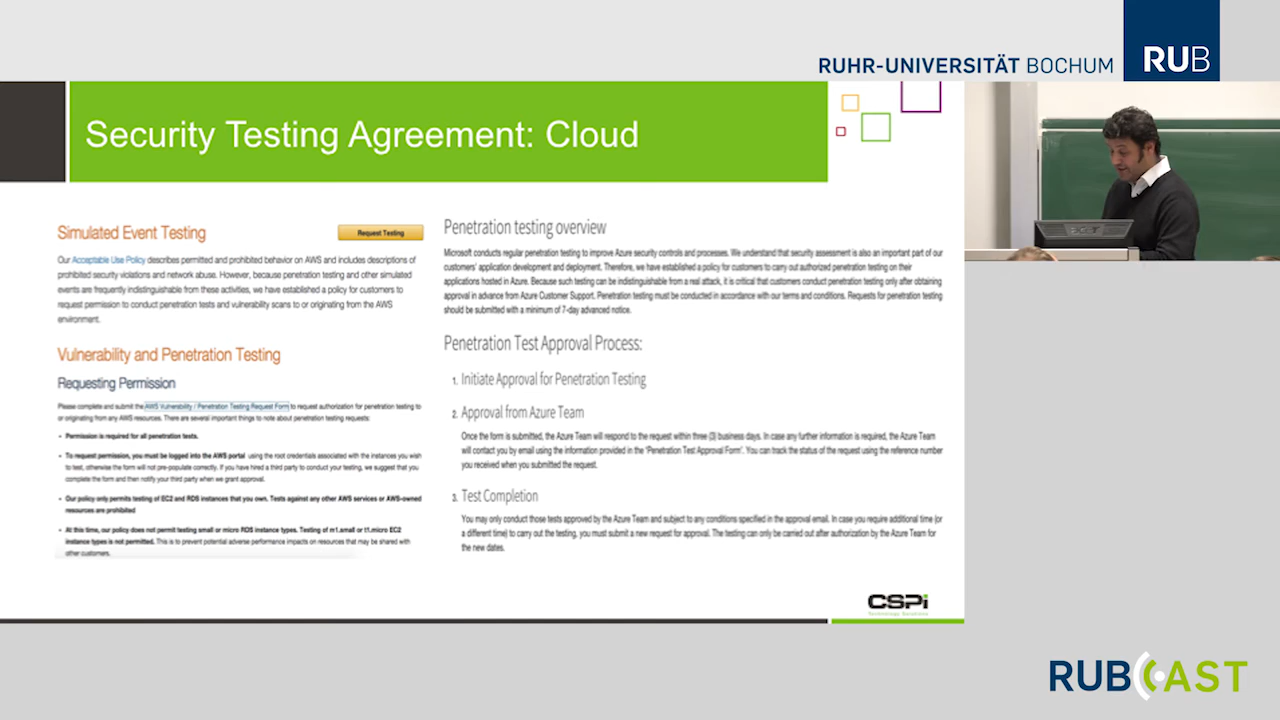 RUHR-UNIVERSITÄT BOCHUM
RUB
Security Testing Agreement: Cloud
Simulated Event Testing
Request Testing
Our Acceptable Use Policy describes permitted and prohibited behavior on AWS and includes descriptions of
prohibited security violations and network abuse. However, because penetration testing and other simulated
events are frequently indistinguishable from these activities, we have established a policy for customers to
request permission to conduct penetration tests and vulnerability scans to or originating from the AWS
environment.
Vulnerability and Penetration Testing
Requesting Permission
Please complete and submit the AWS Vulnerability / Penetration Testing Request Form to request authorization for penetration testing to
or originating from any AWS resources. There are several important things to note about penetration testing requests:
• Permission is required for all penetration tests.
• To request permission, you must be logged into the AWS portal using the root credentials associated with the instances you wish
to test, otherwise the form will not pre-populate correctly. If you have hired a third party to conduct your testing, we suggest that you
complete the form and then notify your third party when we grant approval.
• Our policy only permits testing of EC2 and RDS instances that you own. Tests against any other AWS services or AWS-owned
resources are prohibited
• At this time, our policy does not permit testing small or micro RDS instance types. Testing of m1.small or t1.micro EC2
instance types is not permitted. This is to prevent potential adverse performance impacts on resources that may be shared with
other customers.
Penetration testing overview
Microsoft conducts regular penetration testing to improve Azure security controls and processes. We understand that security assessment is also an important part of our
customers' application development and deployment. Therefore, we have established a policy for customers to carry out authorized penetration testing on their
applications hosted in Azure. Because such testing can be indistinguishable from a real attack, it is critical that customers conduct penetration testing only after obtaining
approval in advance from Azure Customer Support. Penetration testing must be conducted in accordance with our terms and conditions. Requests for penetration testing
should be submitted with a minimum of 7-day advanced notice.
Penetration Test Approval Process:
1. Initiate Approval for Penetration Testing
2. Approval from Azure Team
Once the form is submitted, the Azure Team will respond to the request within three (3) business days. In case any further information is required, the Azure Team
will contact you by email using the information provided in the 'Penetration Test Approval Form'. You can track the status of the request using the reference number
you received when you submitted the request.
3. Test Completion
You may only conduct those tests approved by the Azure Team and subject to any conditions specified in the approval email. In case you require additional time (or
a different time) to carry out the testing, you must submit a new request for approval. The testing can only be carried out after authorization by the Azure Team for
the new dates.
CSPi
RUBCAST